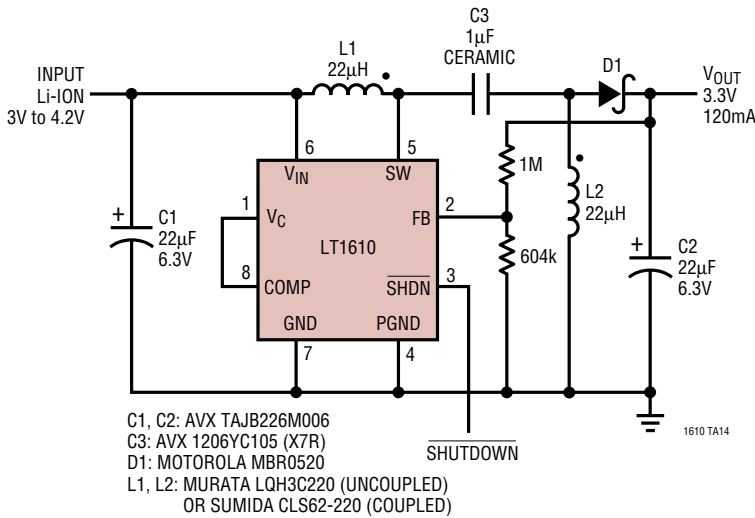 C3
1µF
CERAMIC
L1
22µH
D1
INPUT
Li-ION
3V to 4.2V
VOUT
3.3V
120mA
6
5
VIN
SW
1M
L2
22µH
1
VC
FB
2
C1
22µF
6.3V
+
LT1610
604k
C2
22µF
6.3V
+
8
COMP
SHDN
3
GND
PGND
7
4
C1, C2: AVX TAJB226M006
C3: AVX 1206YC105 (X7R)
D1: MOTOROLA MBR0520
L1, L2: MURATA LQH3C220 (UNCOUPLED)
OR SUMIDA CLS62-220 (COUPLED)
SHUTDOWN
1610 TA14